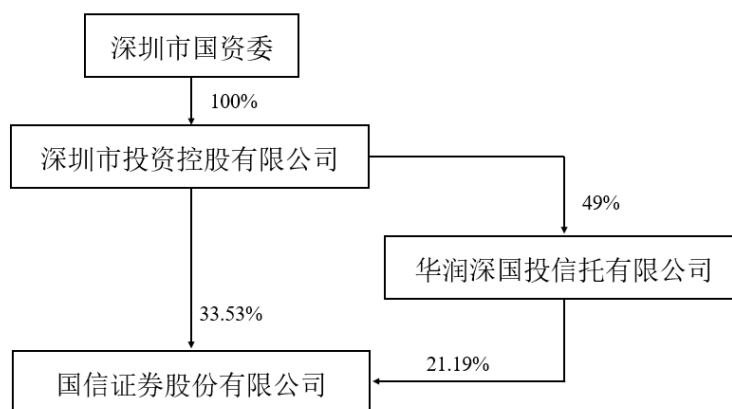 深圳市国资委
100%
深圳市投资控股有限公司
49%
华润深国投信托有限公司
33.53%
21.19%
国信证券股份有限公司